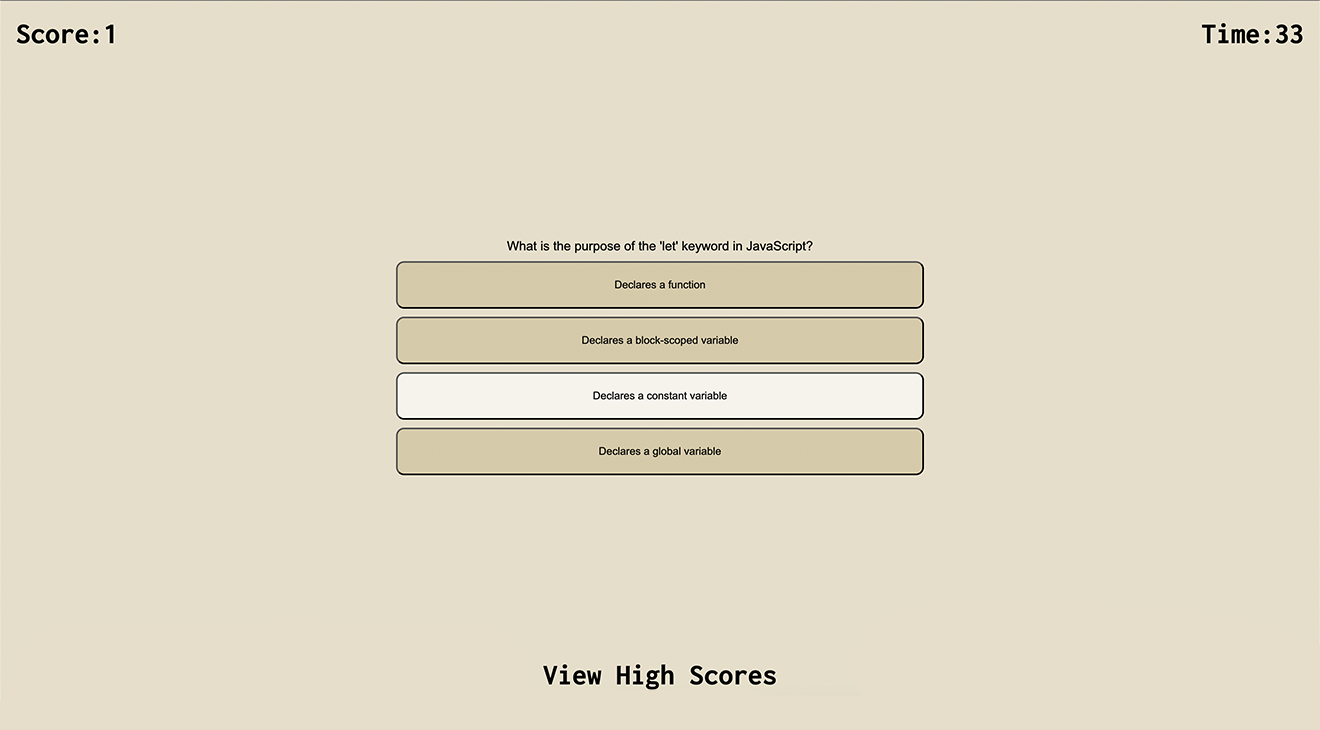 Score:1
Time:33
What is the purpose of the 'let' keyword in JavaScript?
Declares a function
Declares a block-scoped variable
Declares a constant variable
Declares a global variable
View High Scores